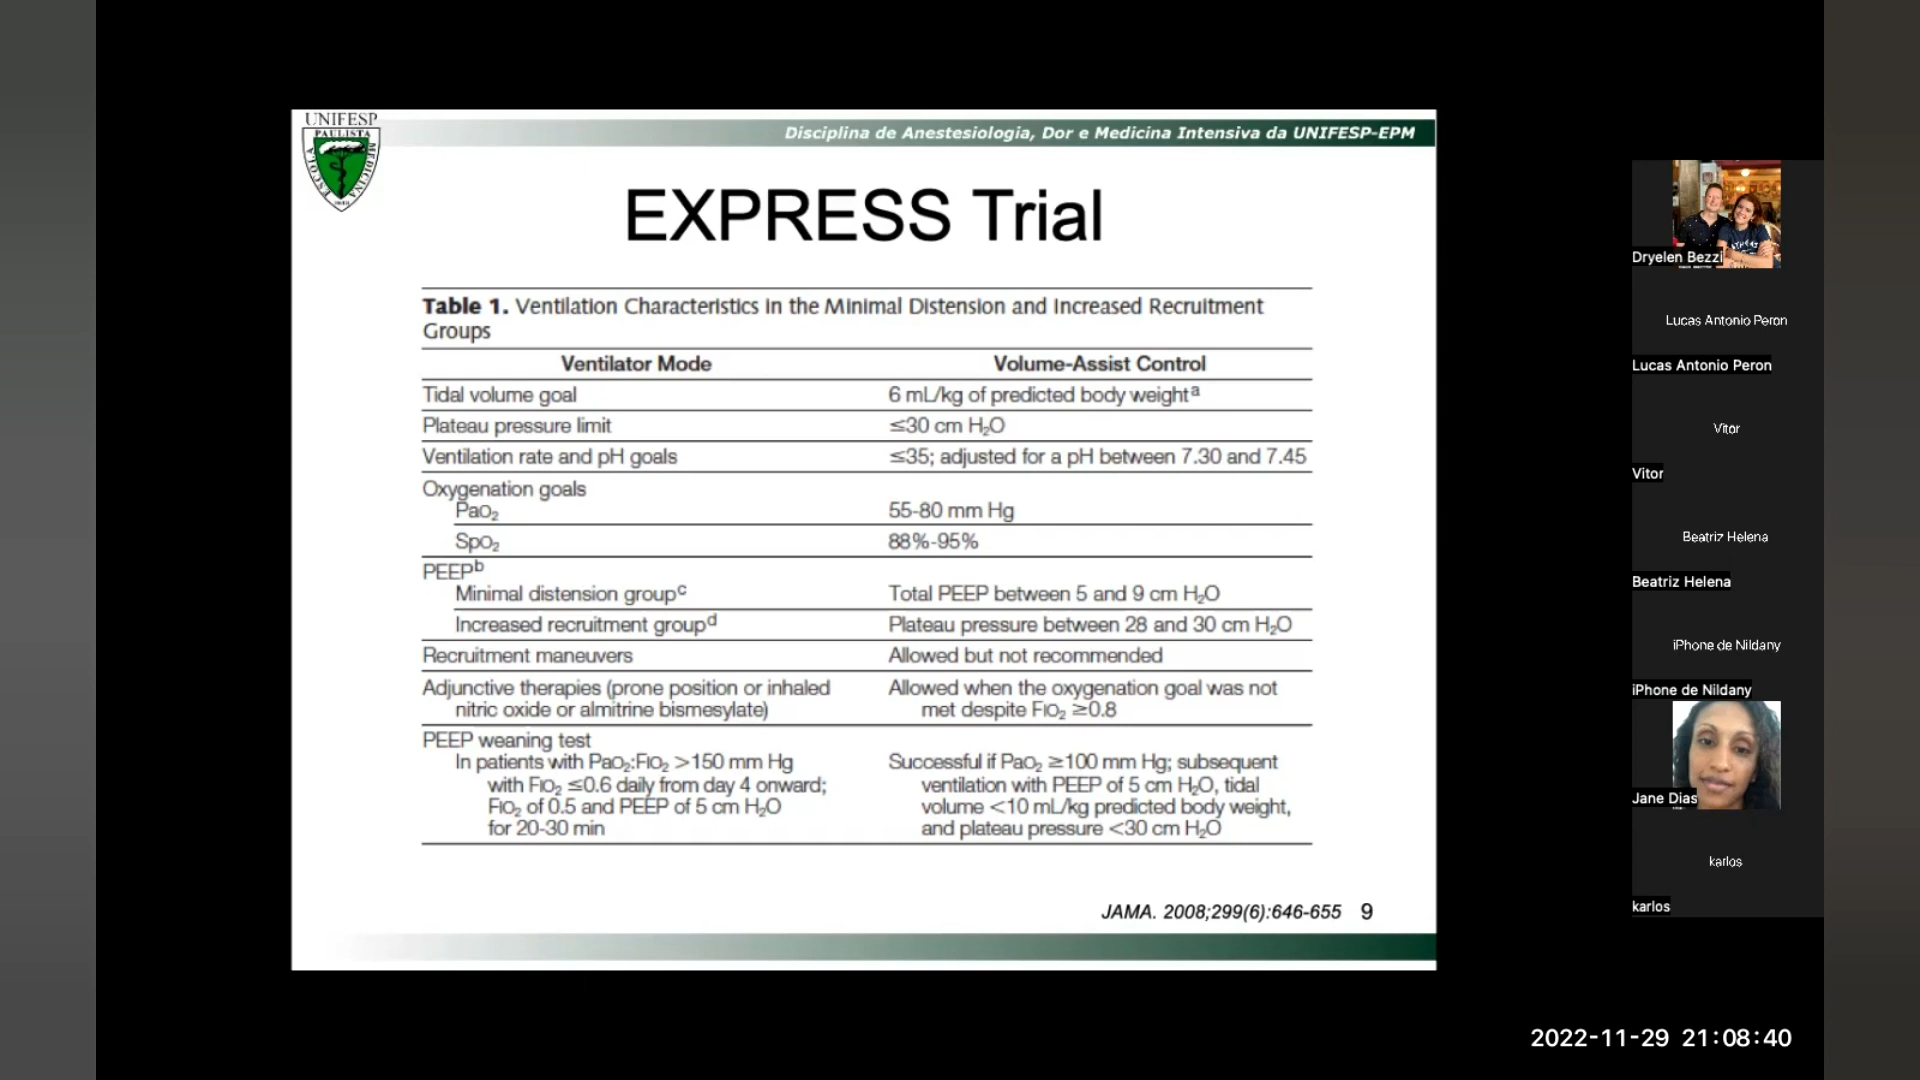 UNIFESP
PAULISTA
ESCOLA
MEDICINA
1933
Disciplina de Anestesiologia, Dor e Medicina Intensiva da UNIFESP-EPM
EXPRESS Trial
Table 1. Ventilation Characteristics in the Minimal Distension and Increased Recruitment
Groups
Ventilator Mode Volume-Assist Control
Tidal volume goal 6 mL/kg of predicted body weightᵃ
Plateau pressure limit ≤30 cm H₂O
Ventilation rate and pH goals ≤35; adjusted for a pH between 7.30 and 7.45
Oxygenation goals
PaO₂ 55-80 mm Hg
SpO₂ 88%-95%
PEEPᵇ
Minimal distension groupᶜ Total PEEP between 5 and 9 cm H₂O
Increased recruitment groupᵈ Plateau pressure between 28 and 30 cm H₂O
Recruitment maneuvers Allowed but not recommended
Adjunctive therapies (prone position or inhaled Allowed when the oxygenation goal was not
nitric oxide or almitrine bismesylate) met despite FIO₂ ≥0.8
PEEP weaning test
In patients with PaO₂:FIO₂ >150 mm Hg Successful if PaO₂ ≥100 mm Hg; subsequent
with FIO₂ ≤0.6 daily from day 4 onward; ventilation with PEEP of 5 cm H₂O, tidal
FIO₂ of 0.5 and PEEP of 5 cm H₂O volume <10 mL/kg predicted body weight,
for 20-30 min and plateau pressure <30 cm H₂O
JAMA. 2008;299(6):646-655 9
Dryelen Bezzi
Lucas Antonio Peron
Lucas Antonio Peron
Vitor
Vitor
Beatriz Helena
Beatriz Helena
iPhone de Nildany
iPhone de Nildany
Jane Dias
karlos
karlos
2022-11-29 21:08:40